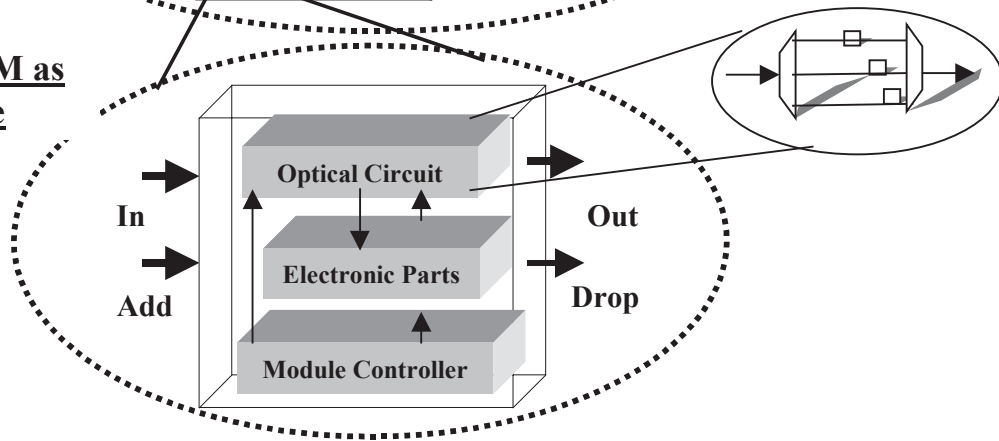 M as
Optical Circuit
In
Out
Electronic Parts
Add
Drop
Module Controller